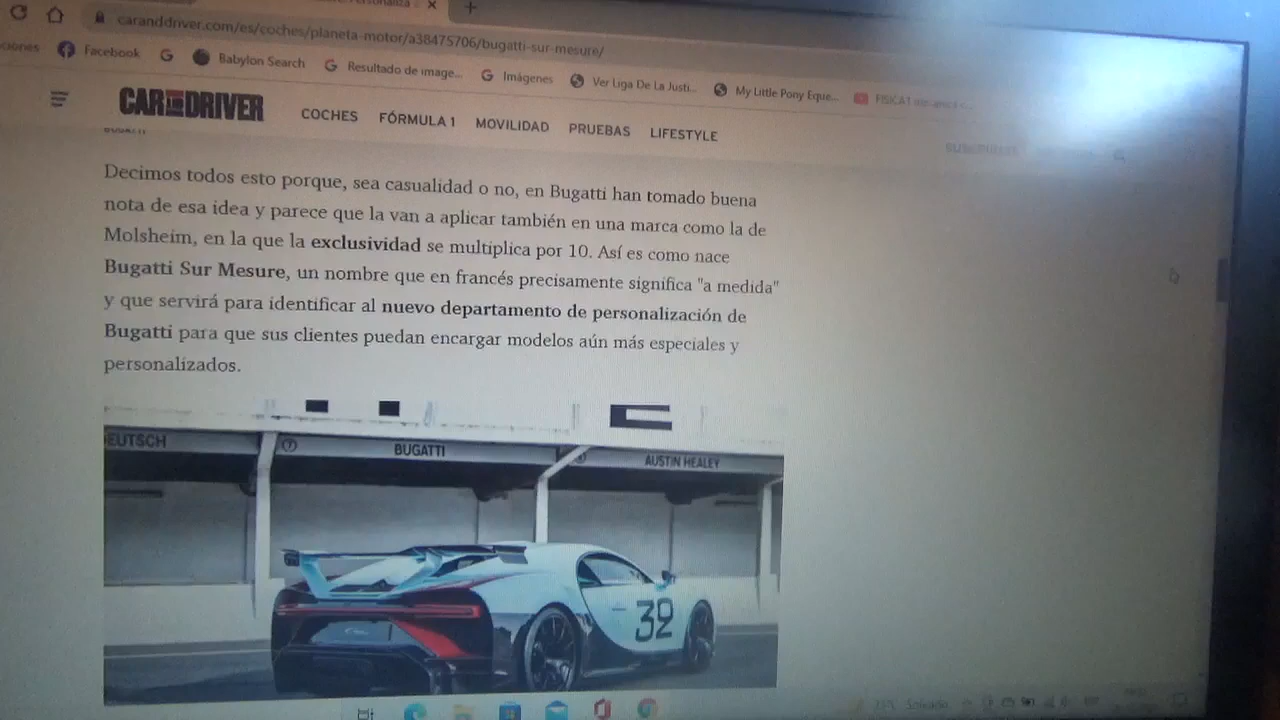 caranddriver.com/es/coches/planeta-motor/a38475706/bugatti-sur-mesure/
Facebook
Babylon Search
Resultado de image...
Imágenes
Ver Liga De La Justi...
My Little Pony Eque...
CAR AND DRIVER
COCHES FÓRMULA 1 MOVILIDAD PRUEBAS LIFESTYLE
Decimos todos esto porque, sea casualidad o no, en Bugatti han tomado buena
nota de esa idea y parece que la van a aplicar también en una marca como la de
Molsheim, en la que la exclusividad se multiplica por 10. Así es como nace
Bugatti Sur Mesure, un nombre que en francés precisamente significa "a medida"
y que servirá para identificar al nuevo departamento de personalización de
Bugatti para que sus clientes puedan encargar modelos aún más especiales y
personalizados.
EUTSCH
7
BUGATTI
AUSTIN HEALEY
32